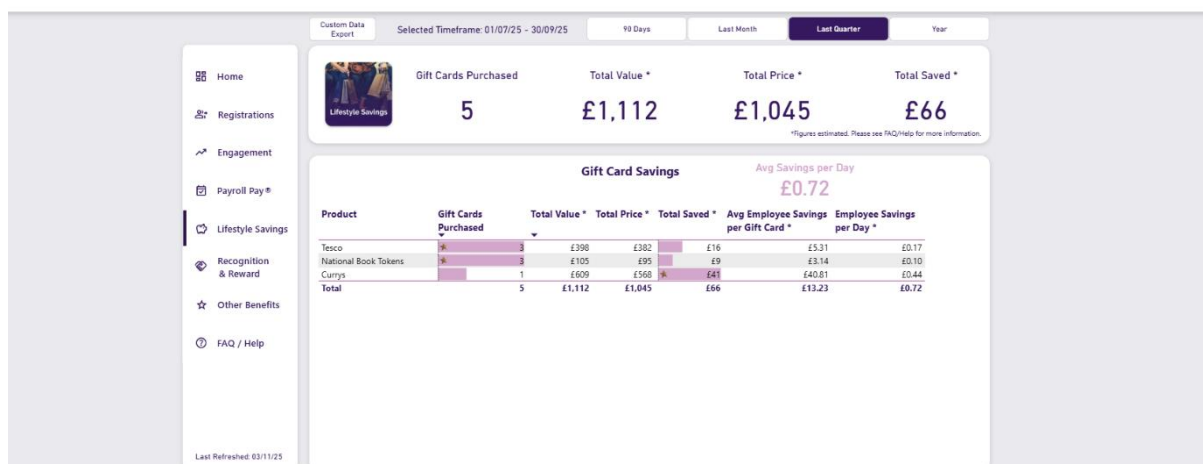 Custom Data
Export
Selected Timeframe: 01/07/25 - 30/09/25
90 Days
Last Month
Last Quarter
Year
Home
Registrations
Engagement
Payroll Pay®
Lifestyle Savings
Recognition
& Reward
Other Benefits
FAQ / Help
Last Refreshed: 03/11/25
Lifestyle Savings
Gift Cards Purchased
5
Total Value *
£1,112
Total Price *
£1,045
Total Saved *
£66
*Figures estimated. Please see FAQ/Help for more information.
Gift Card Savings
Avg Savings per Day
£0.72
Product Gift Cards Purchased Total Value * Total Price * Total Saved * Avg Employee Savings per Gift Card * Employee Savings per Day *
Tesco 3 £398 £382 £16 £5.31 £0.17
National Book Tokens 3 £105 £95 £9 £3.14 £0.10
Currys 1 £609 £568 £41 £40.81 £0.44
Total 5 £1,112 £1,045 £66 £13.23 £0.72